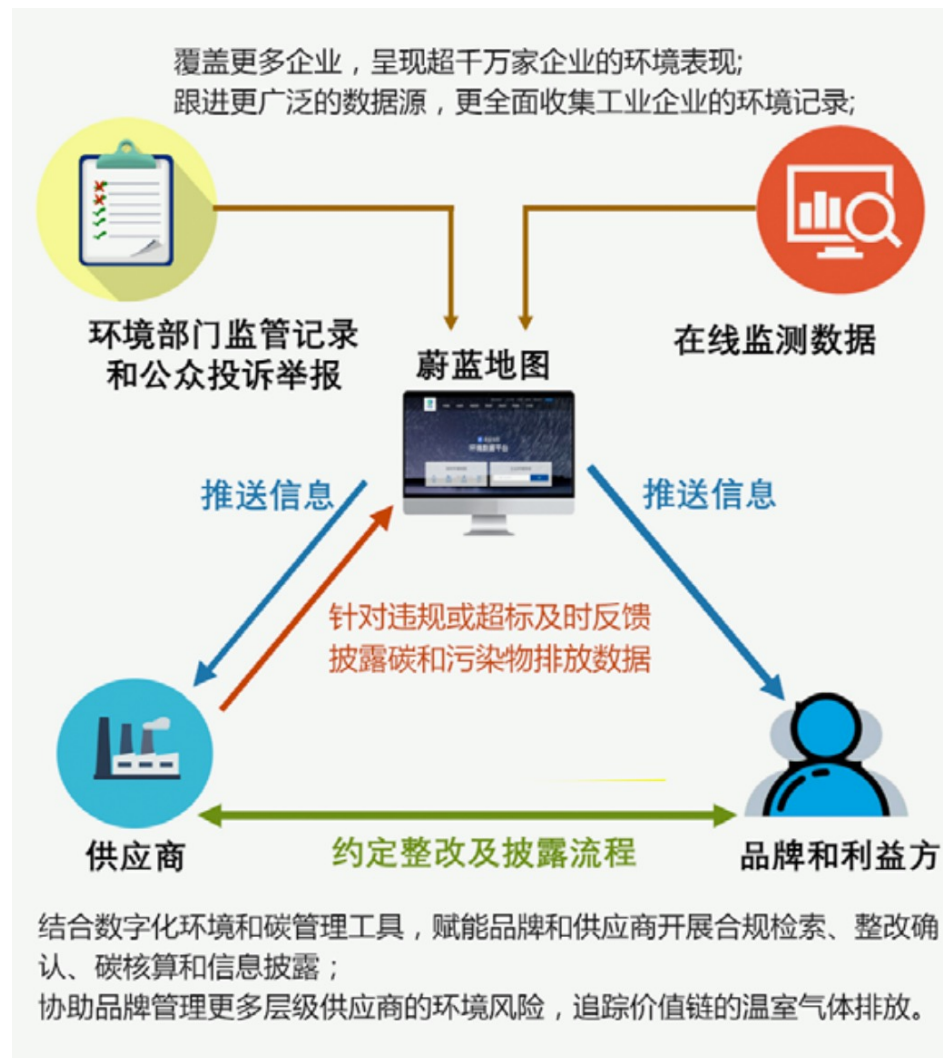 覆盖更多企业，呈现超千万家企业的环境表现;
跟进更广泛的数据源，更全面收集工业企业的环境记录;
环境部门监管记录
和公众投诉举报
在线监测数据
蔚蓝地图
环境数据平台
推送信息
推送信息
针对违规或超标及时反馈
披露碳和污染物排放数据
供应商
约定整改及披露流程
品牌和利益方
结合数字化环境和碳管理工具，赋能品牌和供应商开展合规检索、整改确
认、碳核算和信息披露；
协助品牌管理更多层级供应商的环境风险，追踪价值链的温室气体排放。